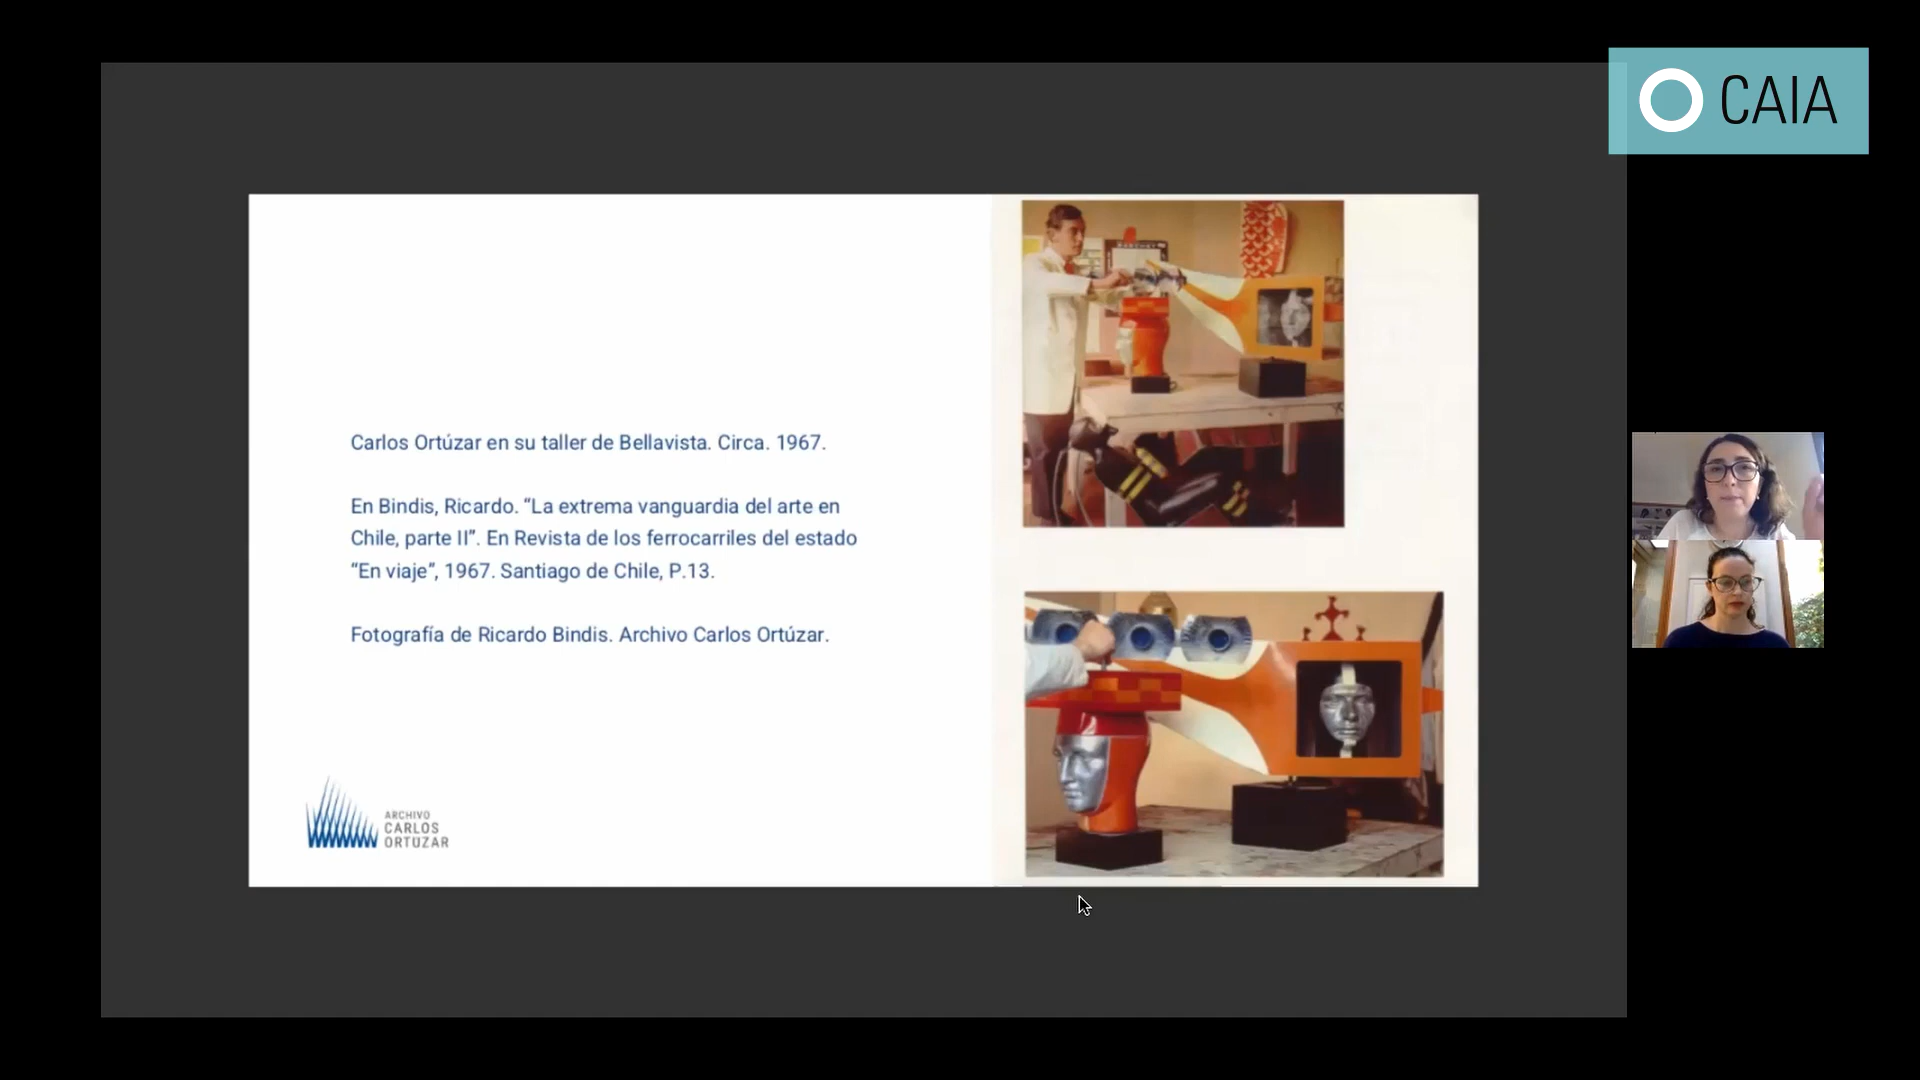 CAIA
Carlos Ortúzar en su taller de Bellavista. Circa. 1967.
En Bindis, Ricardo. “La extrema vanguardia del arte en
Chile, parte II”. En Revista de los ferrocarriles del estado
“En viaje”, 1967. Santiago de Chile, P.13.
Fotografía de Ricardo Bindis. Archivo Carlos Ortúzar.
ARCHIVO
CARLOS
ORTÚZAR